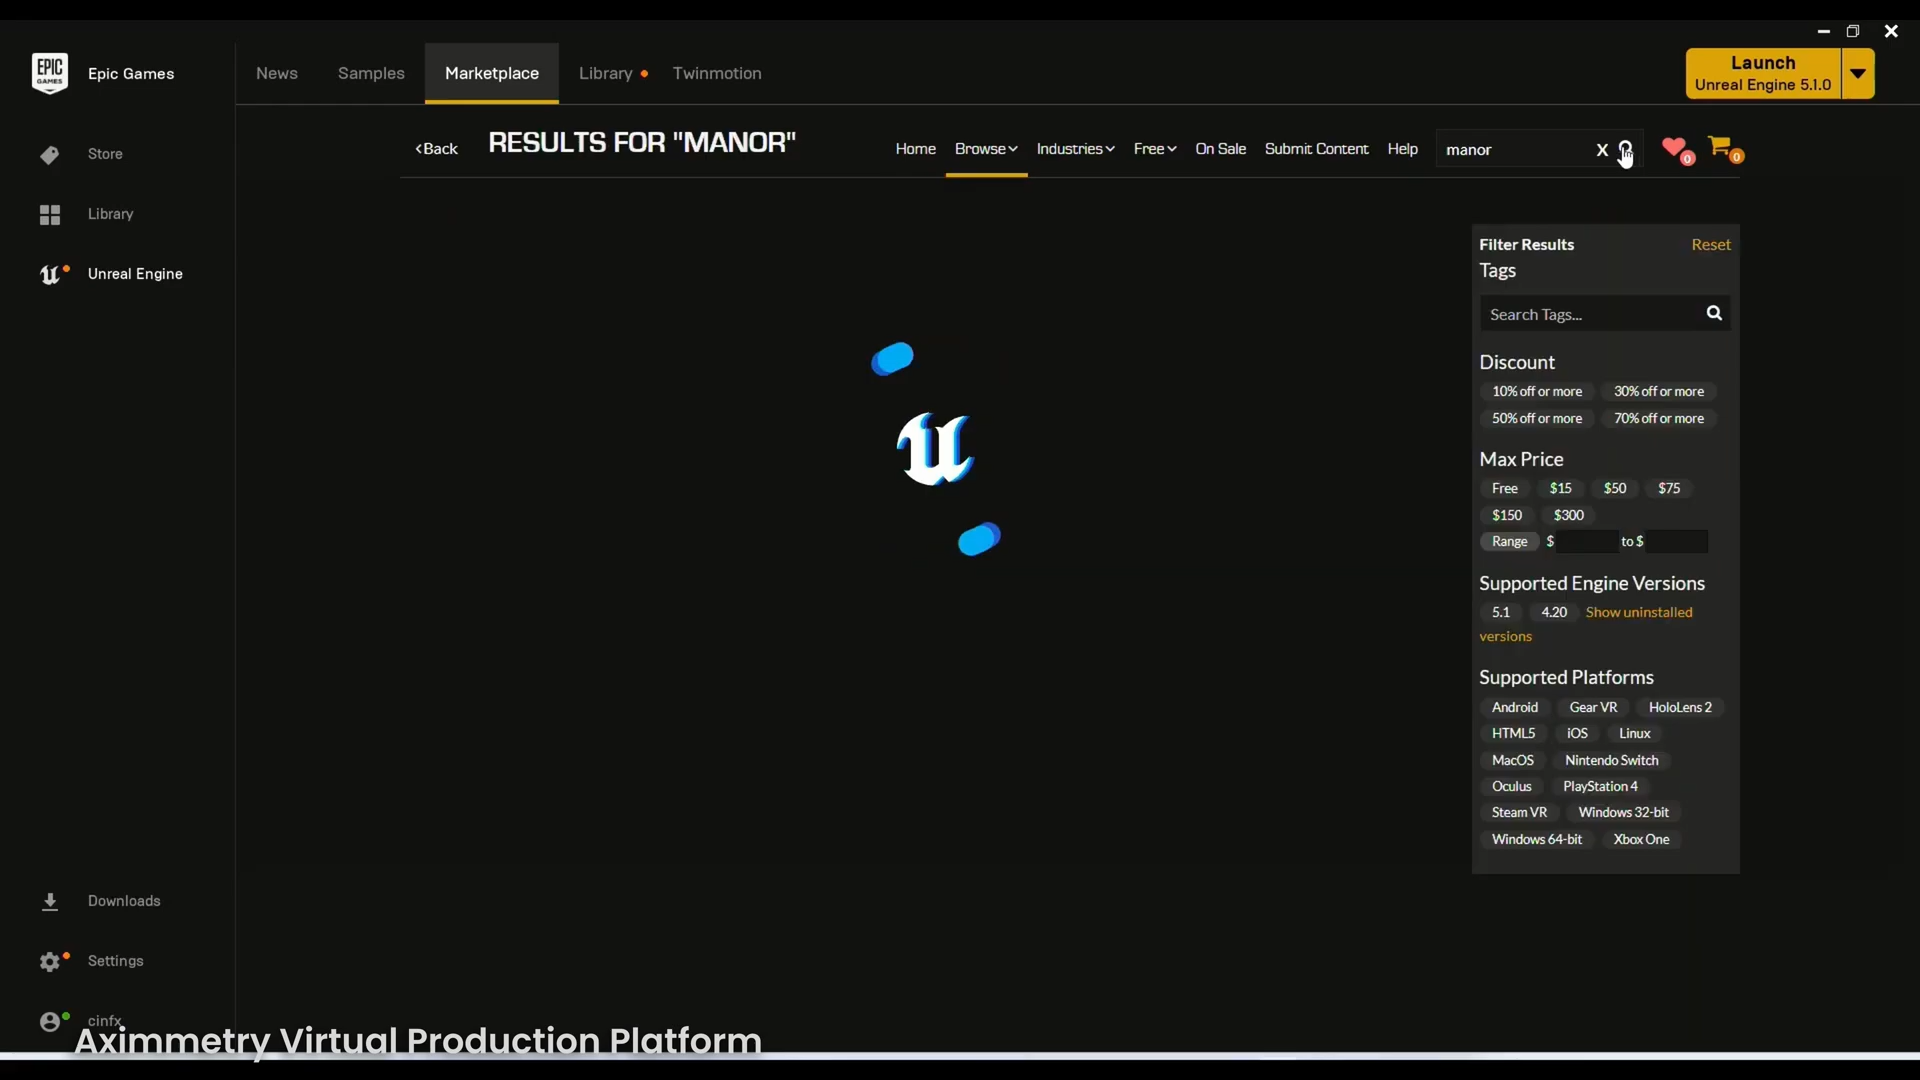 EPIC GAMES
Epic Games
News
Samples
Marketplace
Library
Twinmotion
Launch
Unreal Engine 5.1.0
Store
Library
Unreal Engine
Back
RESULTS FOR "MANOR"
Home
Browse
Industries
Free
On Sale
Submit Content
Help
manor
X
0
0
Filter Results
Reset
Tags
Search Tags...
Discount
10% off or more
30% off or more
50% off or more
70% off or more
Max Price
Free
$15
$50
$75
$150
$300
Range
$
to $
Supported Engine Versions
5.1
4.20
Show uninstalled
versions
Supported Platforms
Android
Gear VR
HoloLens 2
HTML5
iOS
Linux
MacOS
Nintendo Switch
Oculus
PlayStation 4
Steam VR
Windows 32-bit
Windows 64-bit
Xbox One
Downloads
Settings
cinfx
Aximmetry Virtual Production Platform